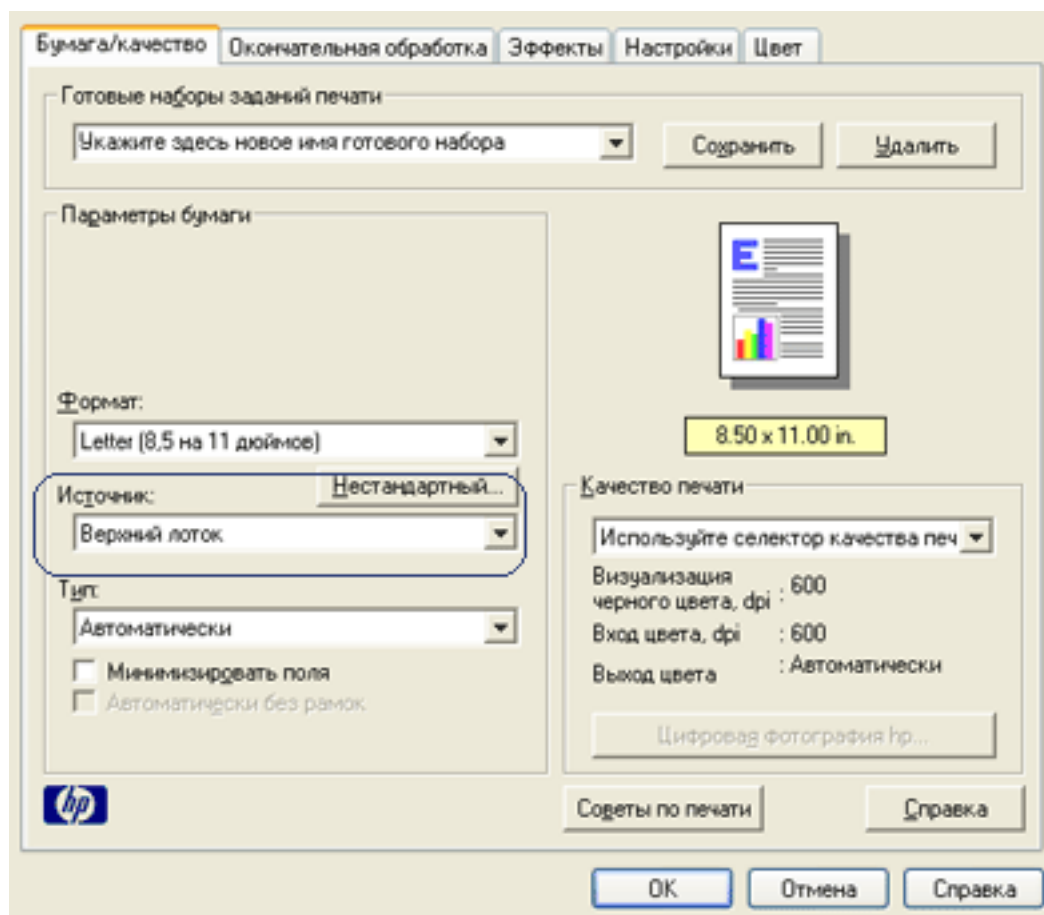 Бумага/качество Окончательная обработка Эффекты Настройки Цвет
Готовые наборы заданий печати
Укажите здесь новое имя готового набора
Сохранить
Удалить
Параметры бумаги
Формат:
Letter (8,5 на 11 дюймов)
Нестандартный...
Источник:
Верхний лоток
Тип:
Автоматически
Минимизировать поля
Автоматически без рамок
E
8.50 x 11.00 in.
Качество печати
Используйте селектор качества печ
Визуализация
черного цвета, dpi : 600
Вход цвета, dpi : 600
Выход цвета : Автоматически
Цифровая фотография hp...
hp
Советы по печати
Справка
OK
Отмена
Справка